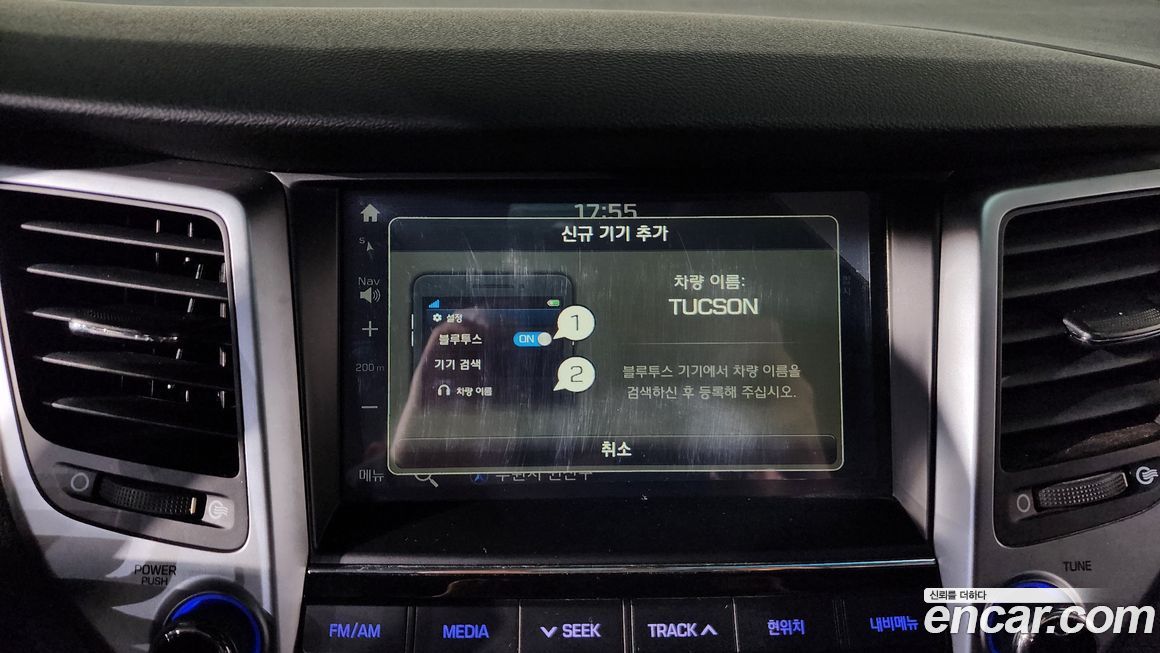 17:55
신규 기기 추가
S
Nav
200 m
설정
블루투스 ON
기기 검색
차량 이름
1
2
차량 이름:
TUCSON
블루투스 기기에서 차량 이름을
검색하신 후 등록해 주십시오.
취소
메뉴
POWER
PUSH
TUNE
FM/AM
MEDIA
SEEK
TRACK
현위치
내비메뉴
신뢰를 더하다
encar.com